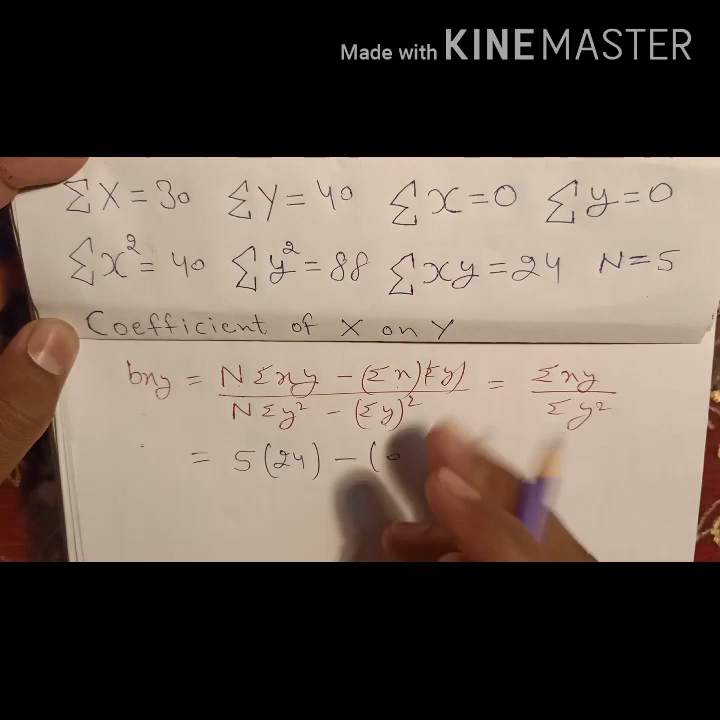 Made with KINEMASTER
ΣX = 30 ΣY = 40 Σx = 0 Σy = 0
Σx² = 40 Σy² = 88 Σxy = 24 N = 5
Coefficient of X on Y
bxy = NΣxy - (Σx)(Σy) / NΣy² - (Σy)² = Σxy / Σy²
= 5(24) - (0